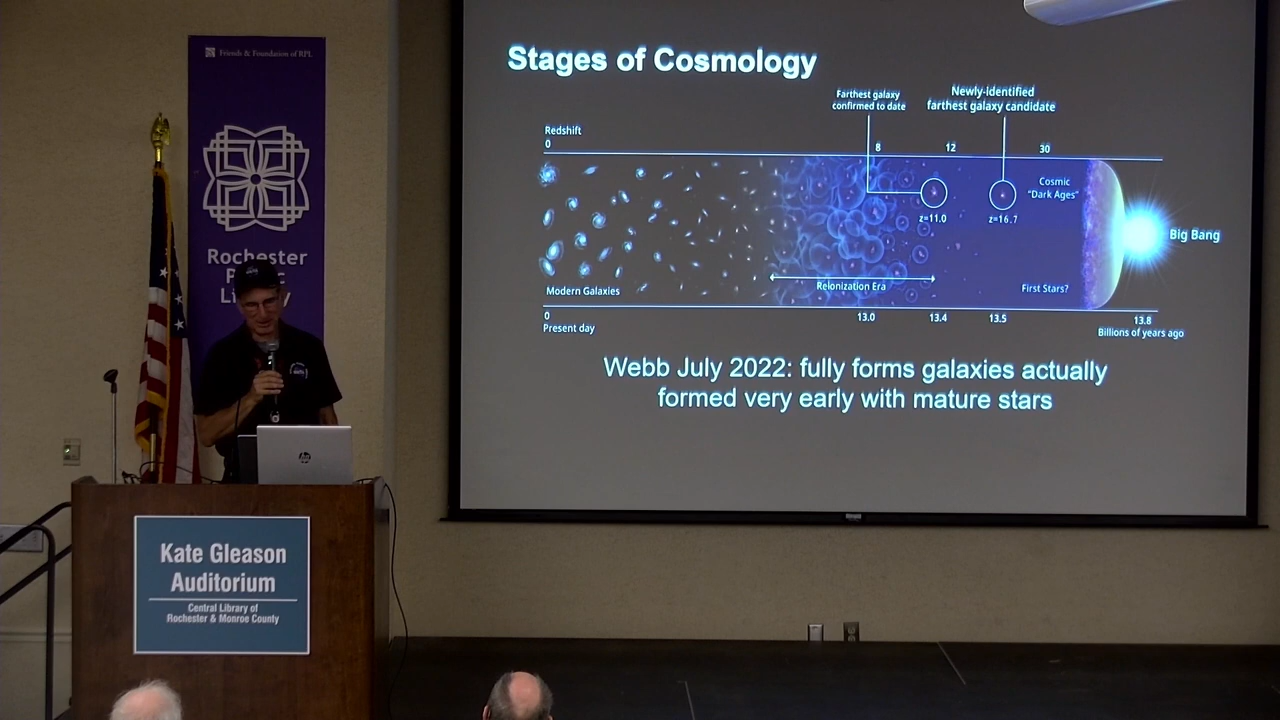 Friends & Foundation of RPL
Rochester
Library
hp
Kate Gleason
Auditorium
Central Library of
Rochester & Monroe County
Stages of Cosmology
Farthest galaxy
confirmed to date
Newly-identified
farthest galaxy candidate
Redshift
0 8 12 30
Cosmic
"Dark Ages"
z=11.0 z=16.7
Big Bang
Modern Galaxies
Reionization Era
First Stars?
0 13.0 13.4 13.5 13.8
Present day
Billions of years ago
Webb July 2022: fully forms galaxies actually
formed very early with mature stars